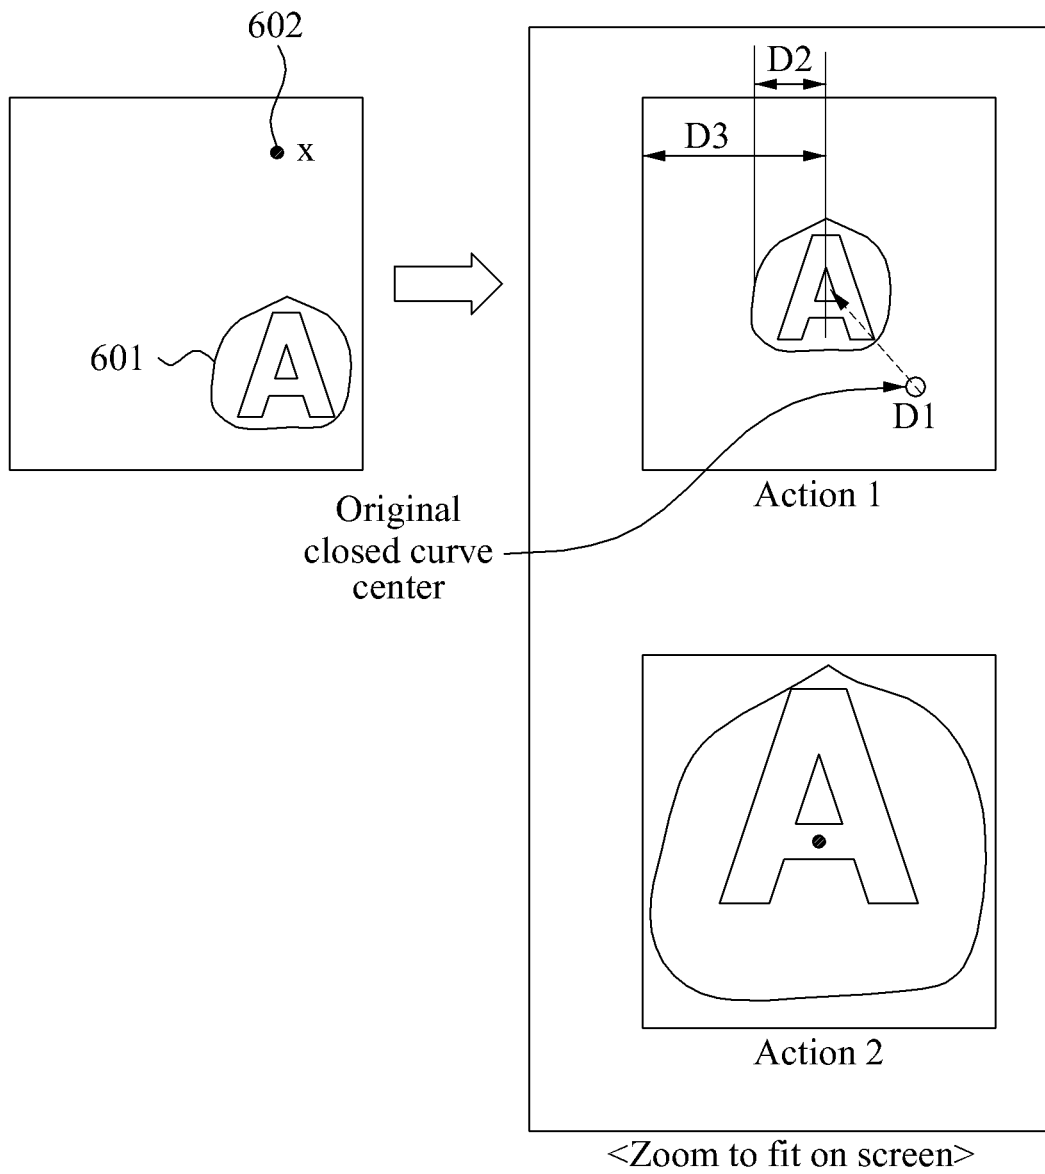 602
x
A
601
D2
D3
A
D1
Action 1
Original
closed curve
center
A
Action 2
<Zoom to fit on screen>